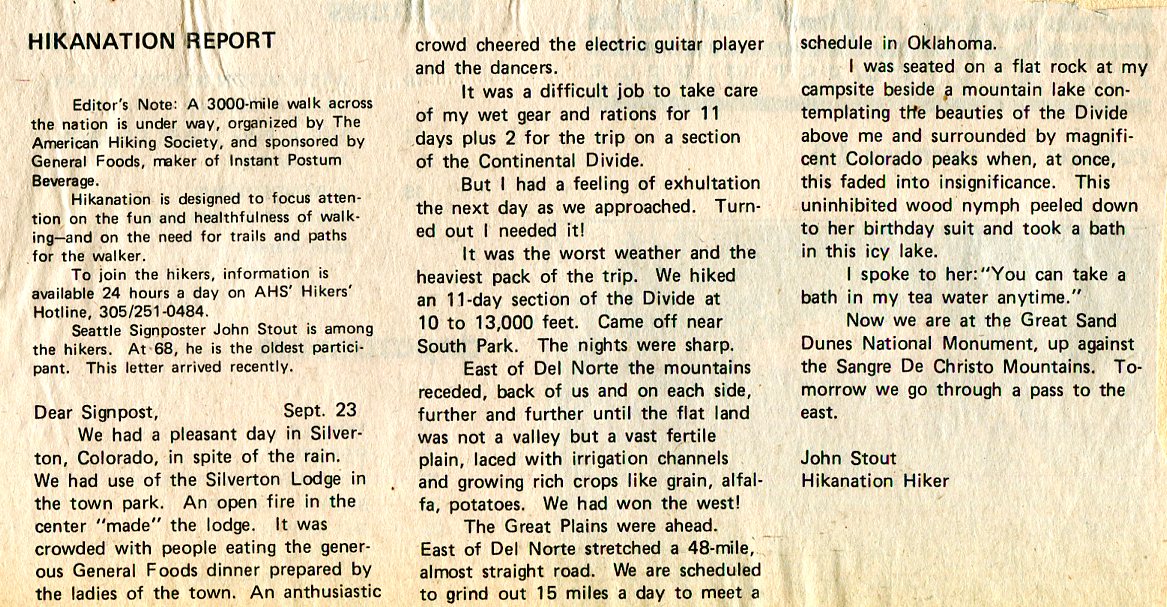 HIKANATION REPORT
Editor's Note: A 3000-mile walk across
the nation is under way, organized by The
American Hiking Society, and sponsored by
General Foods, maker of Instant Postum
Beverage.
Hikanation is designed to focus atten-
tion on the fun and healthfulness of walk-
ing—and on the need for trails and paths
for the walker.
To join the hikers, information is
available 24 hours a day on AHS' Hikers'
Hotline, 305/251-0484.
Seattle Signposter John Stout is among
the hikers. At 68, he is the oldest partici-
pant. This letter arrived recently.
Dear Signpost, Sept. 23
We had a pleasant day in Silver-
ton, Colorado, in spite of the rain.
We had use of the Silverton Lodge in
the town park. An open fire in the
center "made" the lodge. It was
crowded with people eating the gener-
ous General Foods dinner prepared by
the ladies of the town. An anthusiastic
crowd cheered the electric guitar player
and the dancers.
It was a difficult job to take care
of my wet gear and rations for 11
days plus 2 for the trip on a section
of the Continental Divide.
But I had a feeling of exhultation
the next day as we approached. Turn-
ed out I needed it!
It was the worst weather and the
heaviest pack of the trip. We hiked
an 11-day section of the Divide at
10 to 13,000 feet. Came off near
South Park. The nights were sharp.
East of Del Norte the mountains
receded, back of us and on each side,
further and further until the flat land
was not a valley but a vast fertile
plain, laced with irrigation channels
and growing rich crops like grain, alfal-
fa, potatoes. We had won the west!
The Great Plains were ahead.
East of Del Norte stretched a 48-mile,
almost straight road. We are scheduled
to grind out 15 miles a day to meet a
schedule in Oklahoma.
I was seated on a flat rock at my
campsite beside a mountain lake con-
templating the beauties of the Divide
above me and surrounded by magnifi-
cent Colorado peaks when, at once,
this faded into insignificance. This
uninhibited wood nymph peeled down
to her birthday suit and took a bath
in this icy lake.
I spoke to her: "You can take a
bath in my tea water anytime."
Now we are at the Great Sand
Dunes National Monument, up against
the Sangre De Christo Mountains. To-
morrow we go through a pass to the
east.
John Stout
Hikanation Hiker